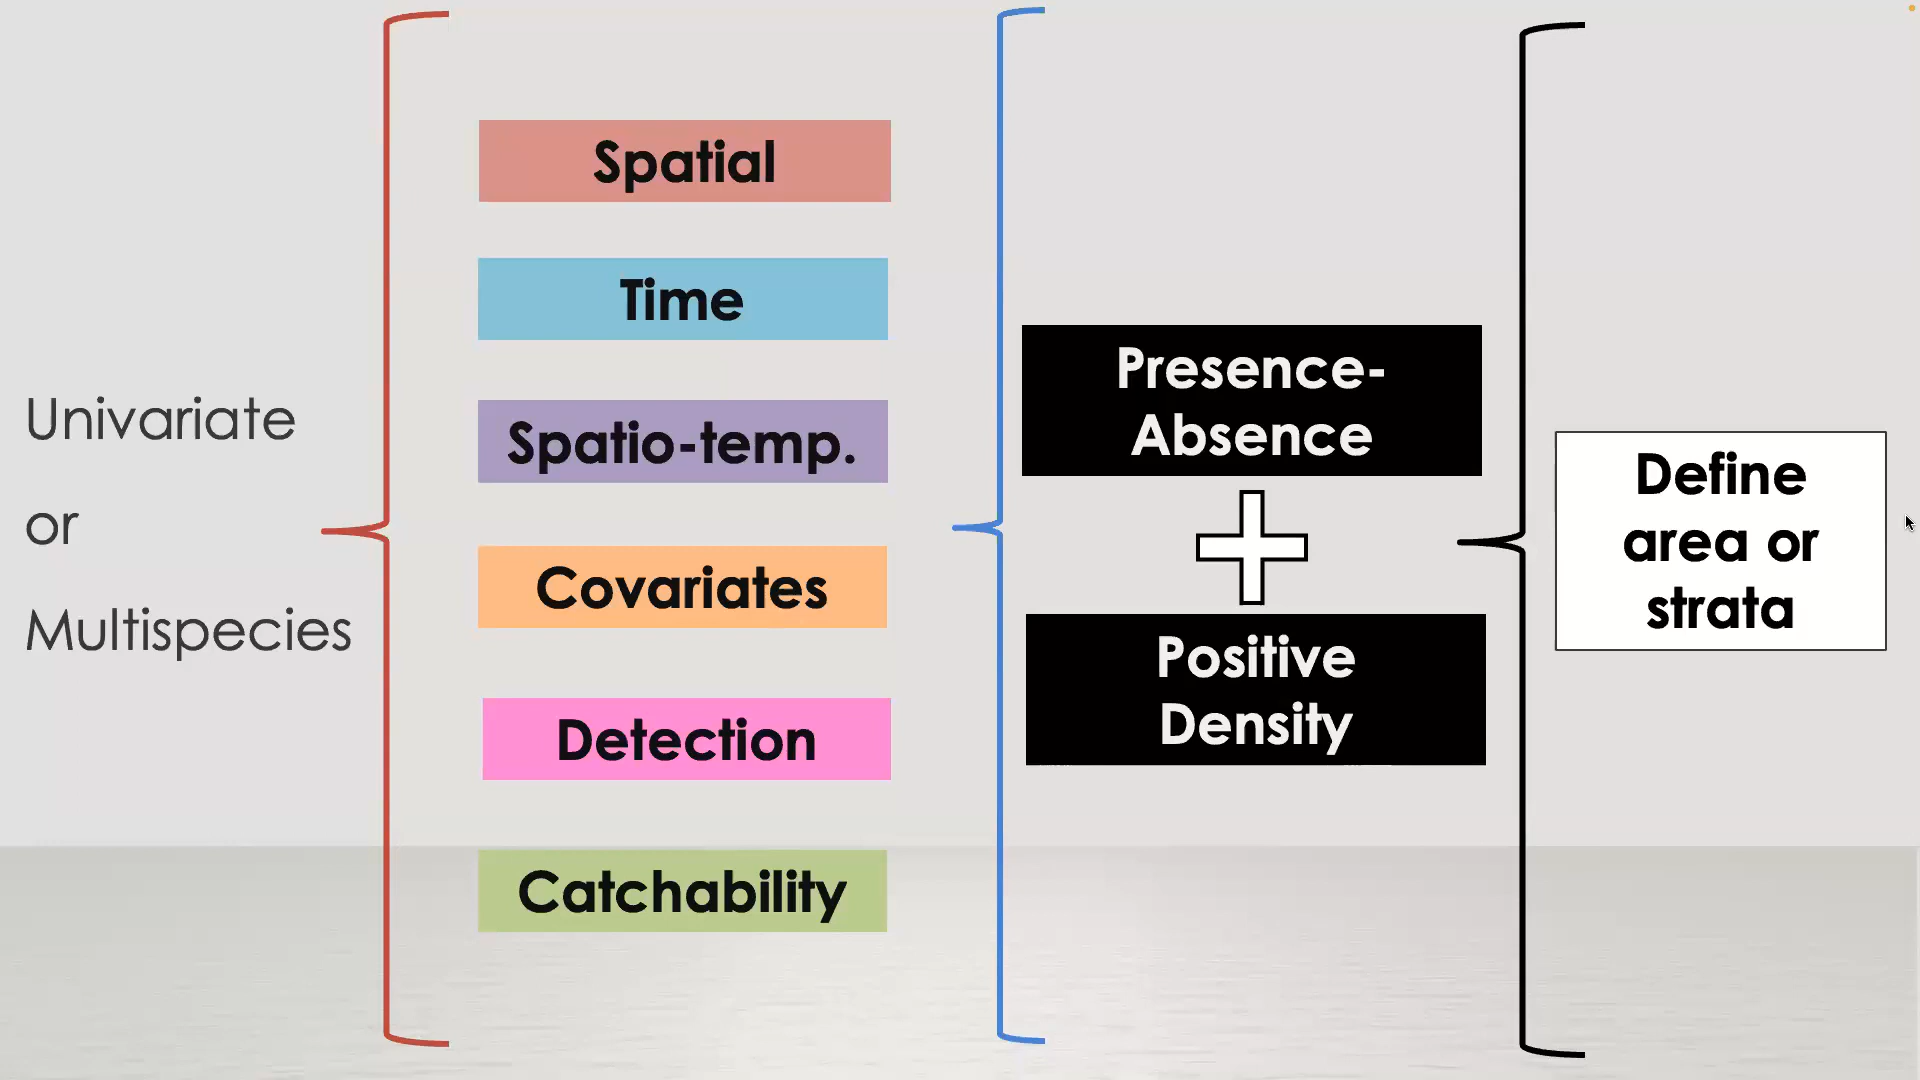 Univariate
or
Multispecies
Spatial
Time
Spatio-temp.
Covariates
Detection
Catchability
Presence-
Absence
Positive
Density
Define
area or
strata